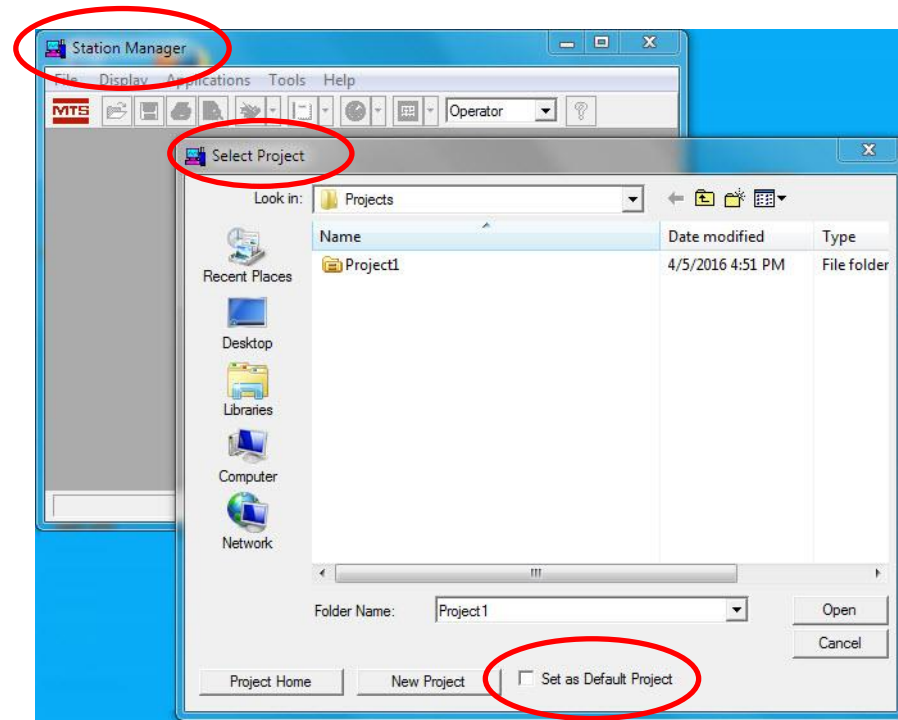 Station Manager
File Display Applications Tools Help
MTS Operator
Select Project
Look in: Projects
Name Date modified Type
Project1 4/5/2016 4:51 PM File folder
Recent Places
Desktop
Libraries
Computer
Network
Folder Name: Project1 Open
Cancel
Project Home New Project Set as Default Project